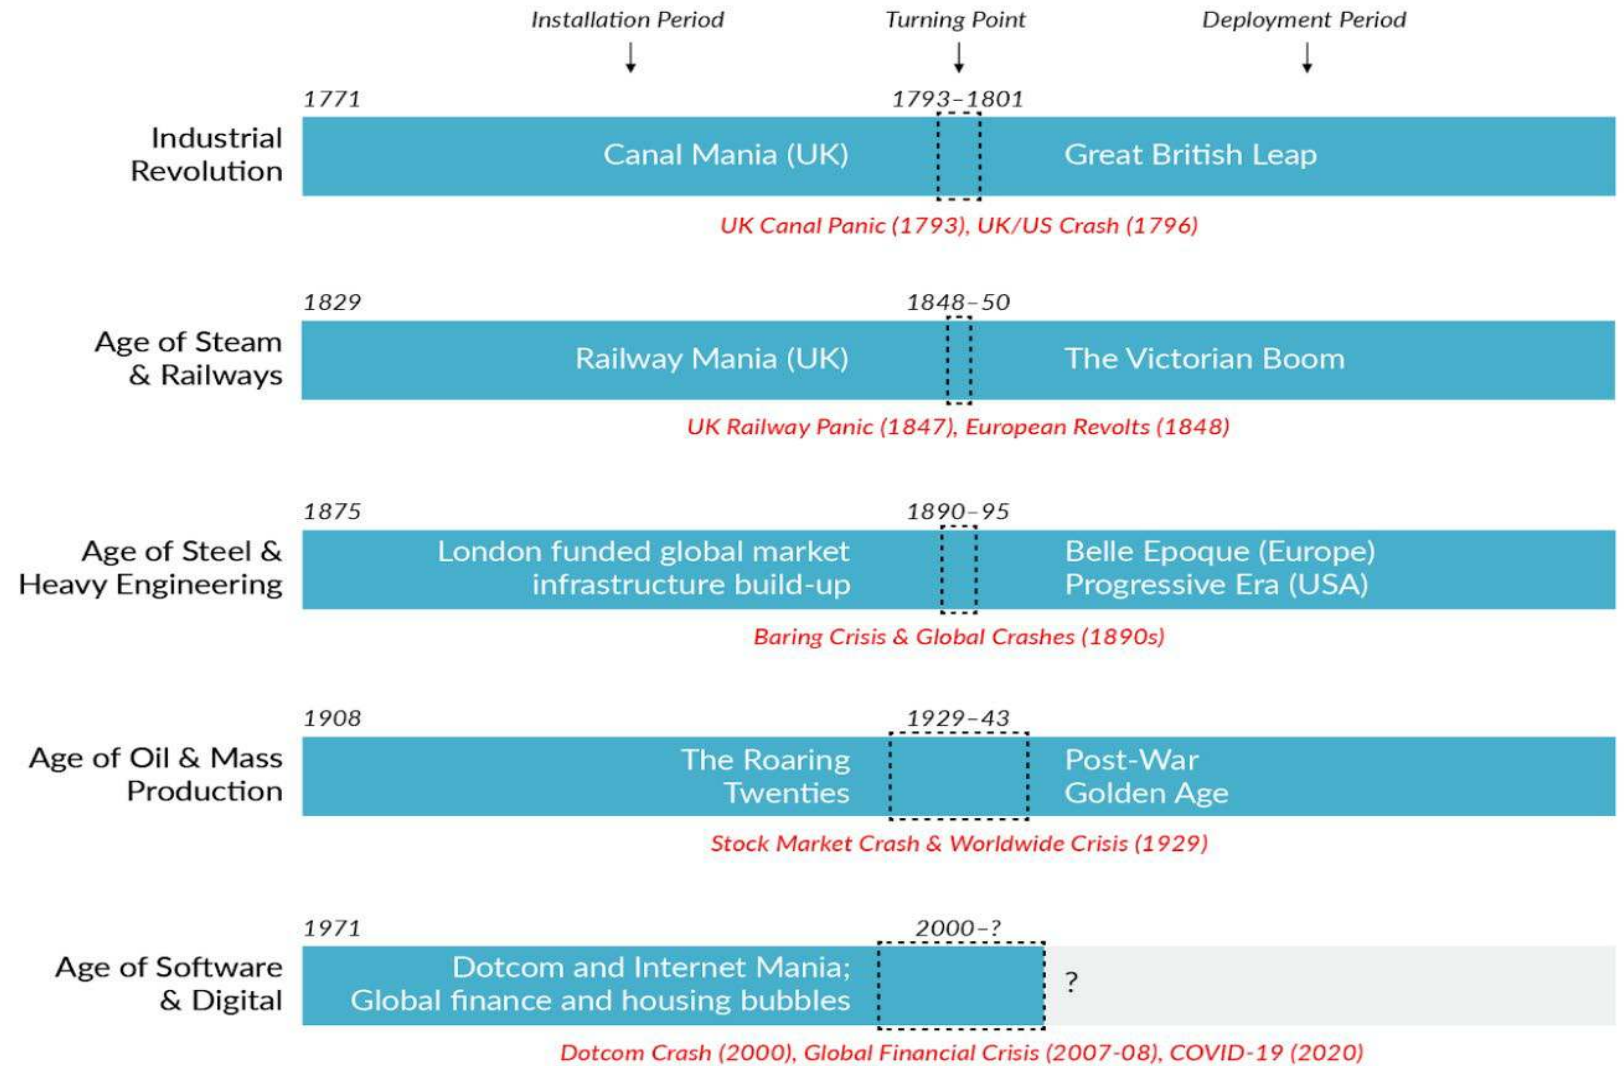 Installation Period
Turning Point
Deployment Period
1771
1793–1801
Industrial
Revolution
Canal Mania (UK)
Great British Leap
UK Canal Panic (1793), UK/US Crash (1796)
1829
1848–50
Age of Steam
& Railways
Railway Mania (UK)
The Victorian Boom
UK Railway Panic (1847), European Revolts (1848)
1875
1890–95
Age of Steel &
Heavy Engineering
London funded global market
infrastructure build-up
Belle Epoque (Europe)
Progressive Era (USA)
Baring Crisis & Global Crashes (1890s)
1908
1929–43
Age of Oil & Mass
Production
The Roaring
Twenties
Post-War
Golden Age
Stock Market Crash & Worldwide Crisis (1929)
1971
2000–?
Age of Software
& Digital
Dotcom and Internet Mania;
Global finance and housing bubbles
?
Dotcom Crash (2000), Global Financial Crisis (2007-08), COVID-19 (2020)